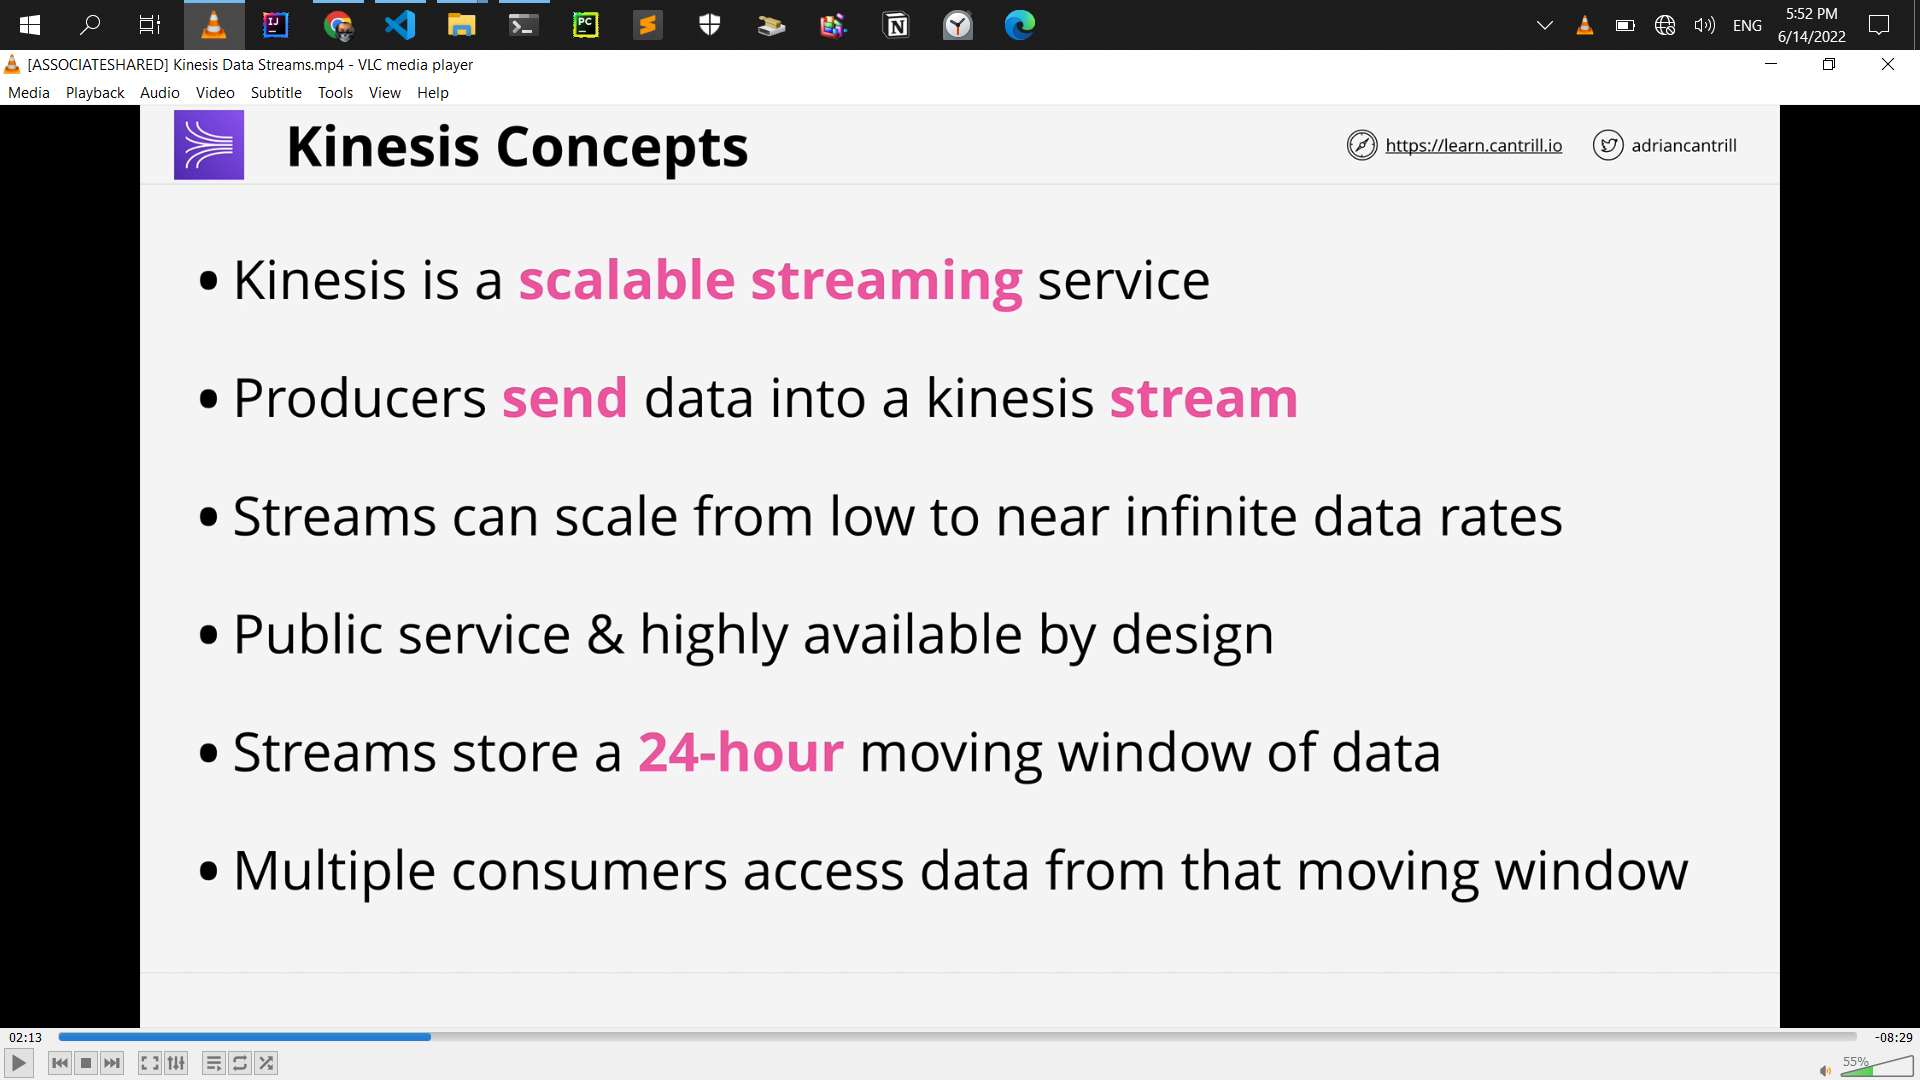 5:52 PM
ENG
6/14/2022
[ASSOCIATESHARED] Kinesis Data Streams.mp4 - VLC media player
Media Playback Audio Video Subtitle Tools View Help
Kinesis Concepts
https://learn.cantrill.io
adriancantrill
• Kinesis is a scalable streaming service
• Producers send data into a kinesis stream
• Streams can scale from low to near infinite data rates
• Public service & highly available by design
• Streams store a 24-hour moving window of data
• Multiple consumers access data from that moving window
02:13
-08:29
55%